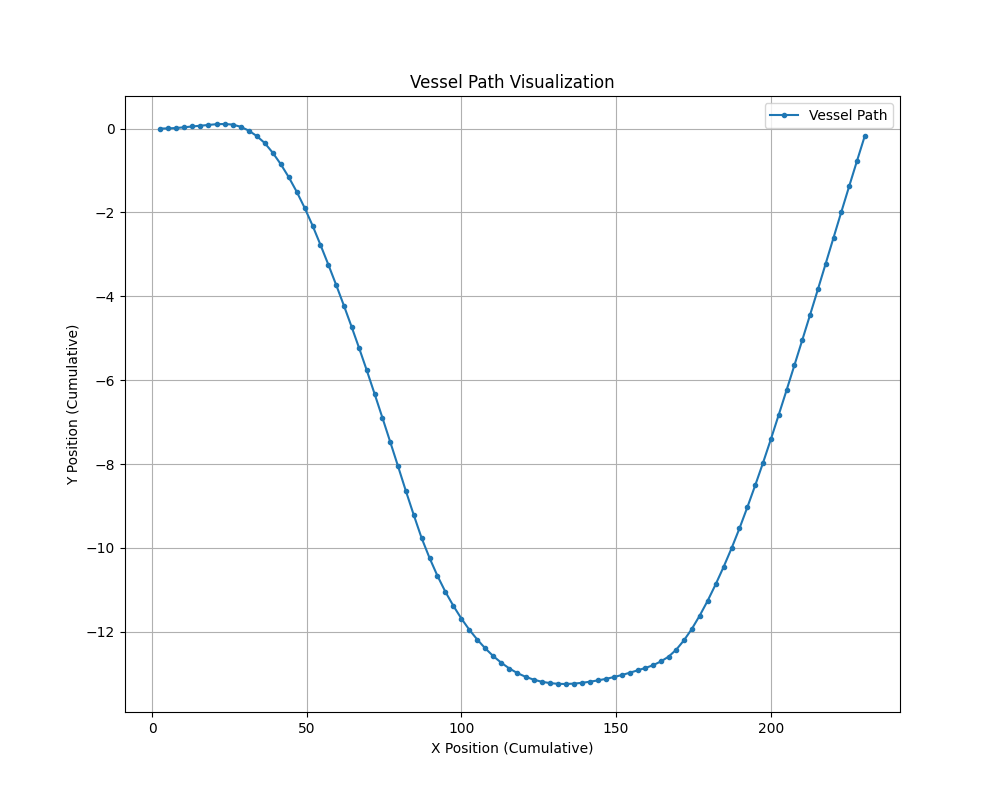 Vessel Path Visualization
Vessel Path
Y Position (Cumulative)
0
−2
−4
−6
−8
−10
−12
0 50 100 150 200
X Position (Cumulative)